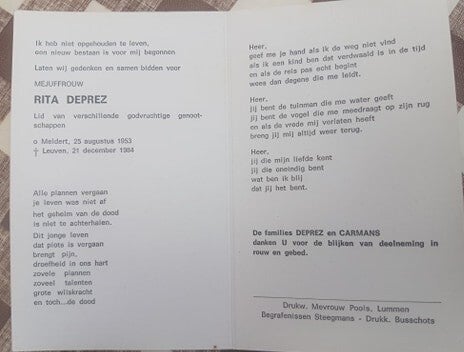 Ik heb niet opgehouden te leven,
een nieuw bestaan is voor mij begonnen
Laten wij gedenken en samen bidden voor
MEJUFFROUW
RITA DEPREZ
Lid van verschillende godvruchtige genoot-
schappen
o Meldert, 25 augustus 1953
† Leuven, 21 december 1984
Alle plannen vergaan
je leven was niet af
het geheim van de dood
is niet te achterhalen.
Dit jonge leven
dat plots is vergaan
brengt pijn,
droefheid in ons hart
zovele plannen
zoveel talenten
grote wilskracht
en toch...de dood
Heer,
geef me je hand als ik de weg niet vind
als ik een kind ben dat verdwaald is in de tijd
en als de reis pas echt begint
wees dan degene die me leidt.
Heer,
jij bent de tuinman die me water geeft
jij bent de vogel die me meedraagt op zijn rug
en als de vrede mij verlaten heeft
breng jij mij altijd weer terug.
Heer,
jij die mijn liefde kent
jij die oneindig bent
wat ben ik blij
dat jij het bent.
De families DEPREZ en CARMANS
danken U voor de blijken van deelneming in
rouw en gebed.
Drukw. Mevrouw Pools, Lummen
Begrafenissen Steegmans - Drukk. Busschots